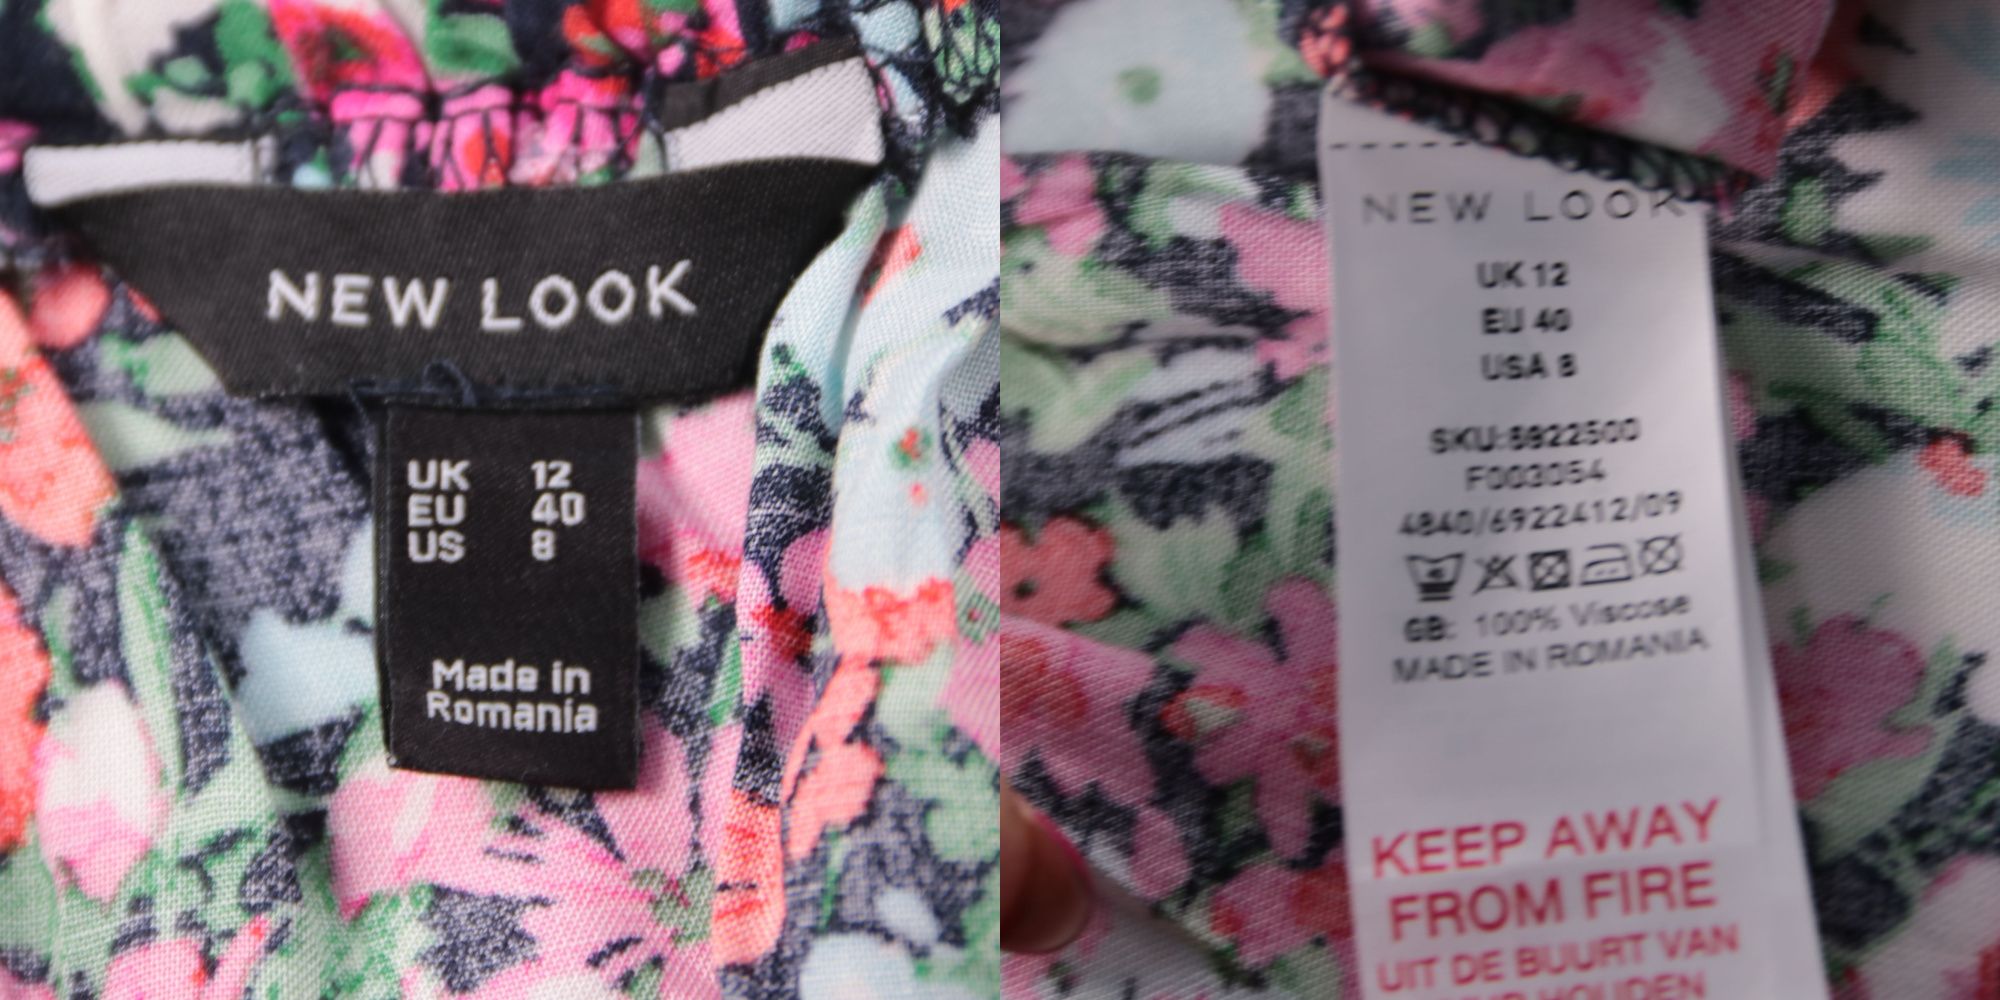 NEW LOOK
UK 12
EU 40
US 8
Made in
Romania
NEW LOOK
UK 12
EU 40
USA 8
SKU:6822500
F003054
4840/6922412/09
GB: 100% Viscose
MADE IN ROMANIA
KEEP AWAY
FROM FIRE
UIT DE BUURT VAN
HOUDEN